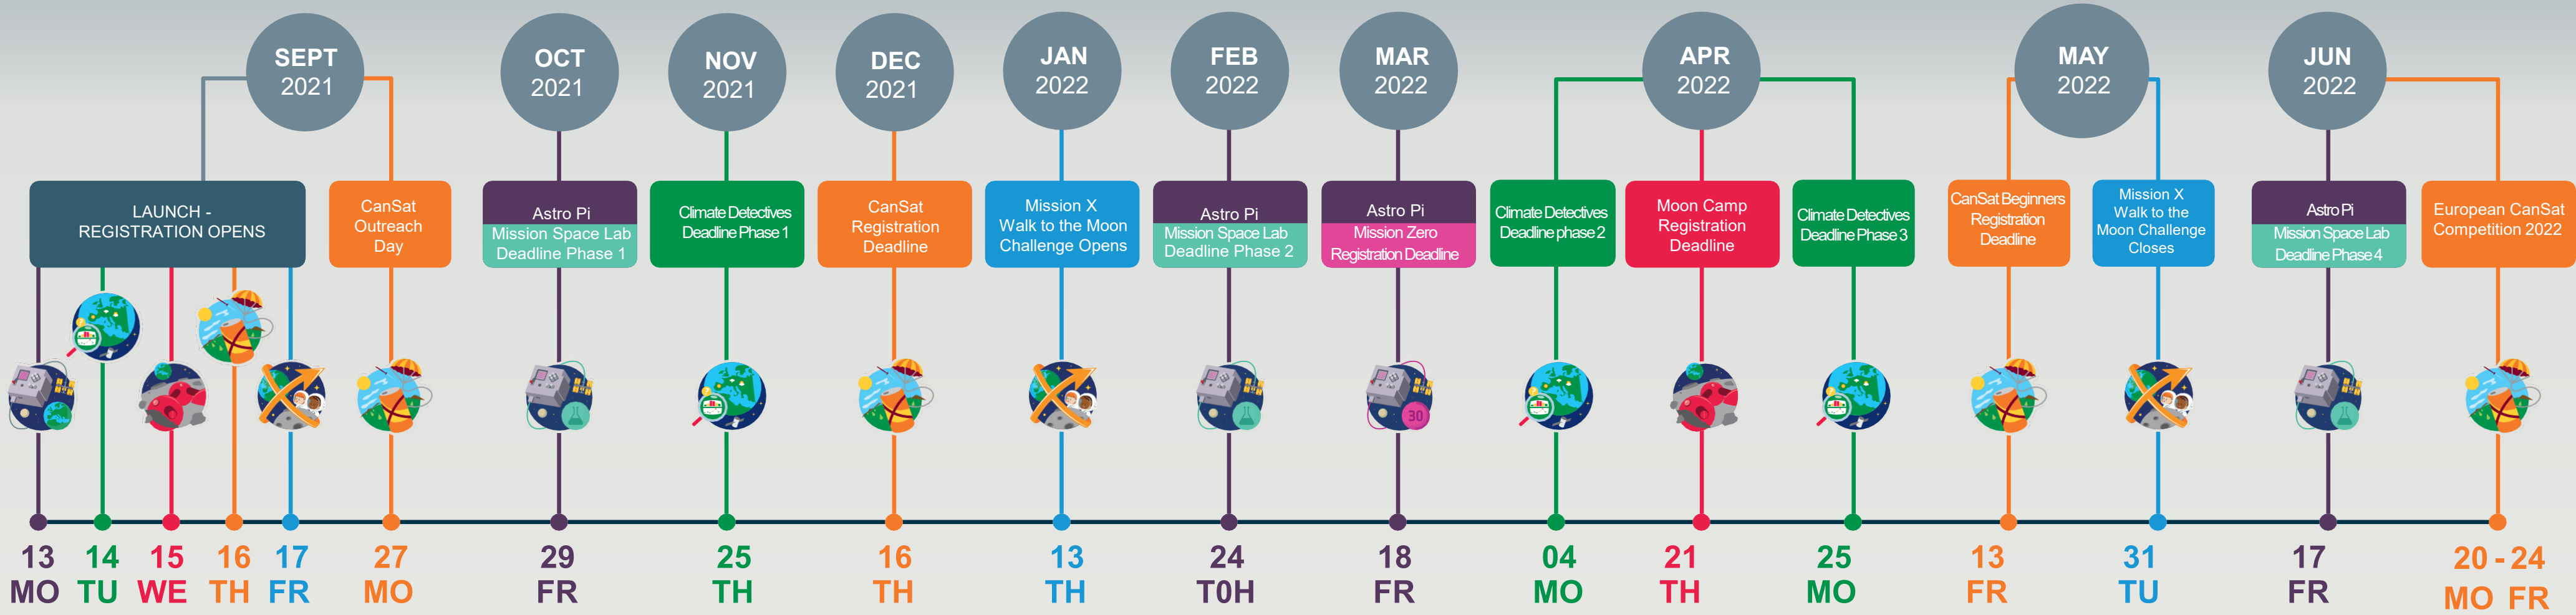 SEPT
2021
OCT
2021
NOV
2021
DEC
2021
JAN
2022
FEB
2022
MAR
2022
APR
2022
MAY
2022
JUN
2022
LAUNCH -
REGISTRATION OPENS
CanSat
Outreach
Day
Astro Pi
Mission Space Lab
Deadline Phase 1
Climate Detectives
Deadline Phase 1
CanSat
Registration
Deadline
Mission X
Walk to the Moon
Challenge Opens
Astro Pi
Mission Space Lab
Deadline Phase 2
Astro Pi
Mission Zero
Registration Deadline
Climate Detectives
Deadline phase 2
Moon Camp
Registration
Deadline
Climate Detectives
Deadline Phase 3
CanSat Beginners
Registration
Deadline
Mission X
Walk to the
Moon Challenge
Closes
Astro Pi
Mission Space Lab
Deadline Phase 4
European CanSat
Competition 2022
30
13
MO
14
TU
15
WE
16
TH
17
FR
27
MO
29
FR
25
TH
16
TH
13
TH
24
T0H
18
FR
04
MO
21
TH
25
MO
13
FR
31
TU
17
FR
20 - 24
MO FR